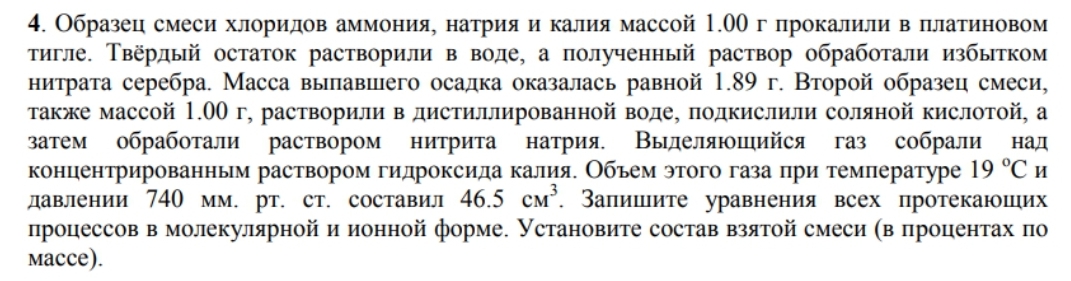 4. Образец смеси хлоридов аммония, натрия и калия массой 1.00 г прокалили в платиновом
тигле. Твёрдый остаток растворили в воде, а полученный раствор обработали избытком
нитрата серебра. Масса выпавшего осадка оказалась равной 1.89 г. Второй образец смеси,
также массой 1.00 г, растворили в дистиллированной воде, подкислили соляной кислотой, а
затем обработали раствором нитрита натрия. Выделяющийся газ собрали над
концентрированным раствором гидроксида калия. Объем этого газа при температуре 19 °С и
давлении 740 мм. рт. ст. составил 46.5 см³. Запишите уравнения всех протекающих
процессов в молекулярной и ионной форме. Установите состав взятой смеси (в процентах по
массе).